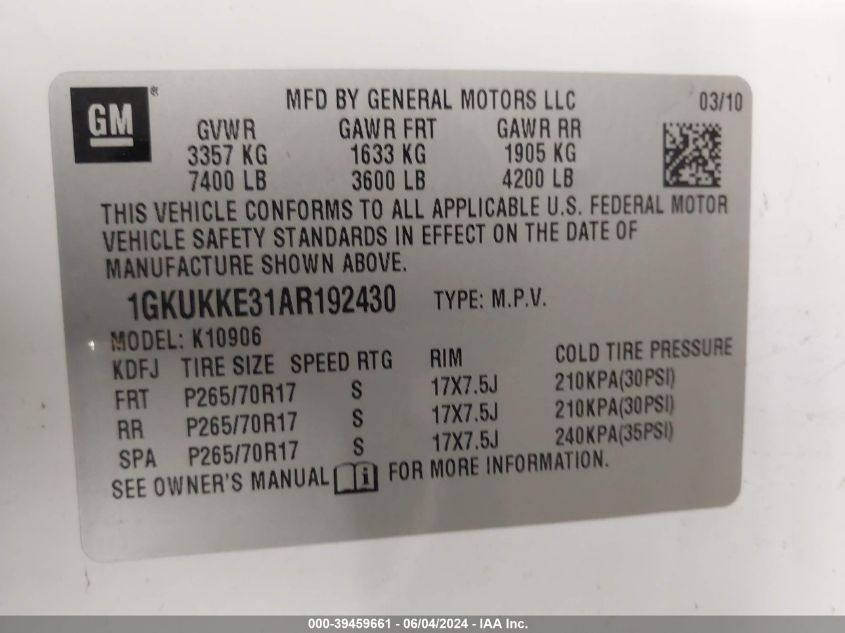 GM®
MFD BY GENERAL MOTORS LLC 03/10
GVWR GAWR FRT GAWR RR
3357 KG 1633 KG 1905 KG
7400 LB 3600 LB 4200 LB
THIS VEHICLE CONFORMS TO ALL APPLICABLE U.S. FEDERAL MOTOR
VEHICLE SAFETY STANDARDS IN EFFECT ON THE DATE OF
MANUFACTURE SHOWN ABOVE.
1GKUKKE31AR192430 TYPE: M.P.V.
MODEL: K10906
KDFJ TIRE SIZE SPEED RTG RIM COLD TIRE PRESSURE
FRT P265/70R17 S 17X7.5J 210KPA(30PSI)
RR P265/70R17 S 17X7.5J 210KPA(30PSI)
SPA P265/70R17 S 17X7.5J 240KPA(35PSI)
SEE OWNER'S MANUAL i FOR MORE INFORMATION.
000-39459661 - 06/04/2024 - IAA Inc.